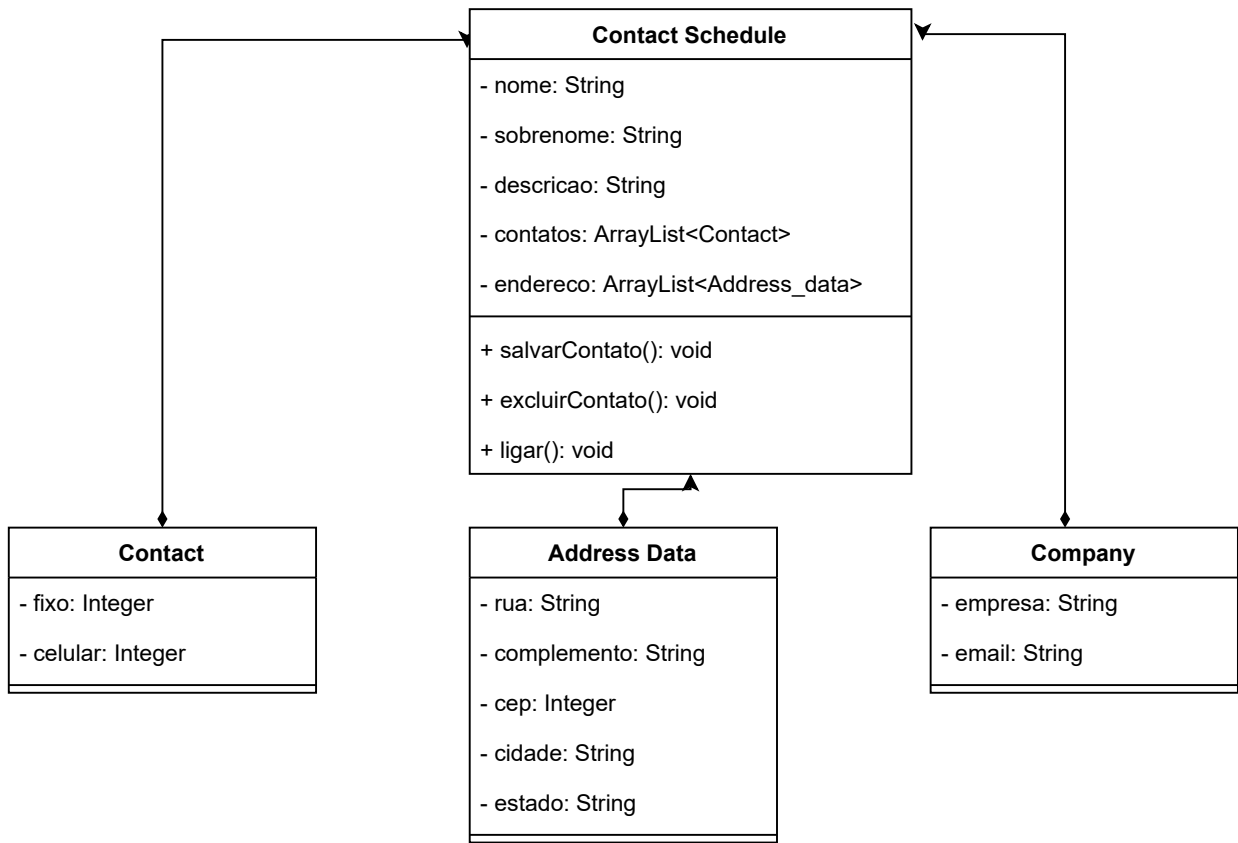 Contact Schedule
- nome: String
- sobrenome: String
- descricao: String
- contatos: ArrayList<Contact>
- endereco: ArrayList<Address_data>
+ salvarContato(): void
+ excluirContato(): void
+ ligar(): void
Contact
- fixo: Integer
- celular: Integer
Address Data
- rua: String
- complemento: String
- cep: Integer
- cidade: String
- estado: String
Company
- empresa: String
- email: String